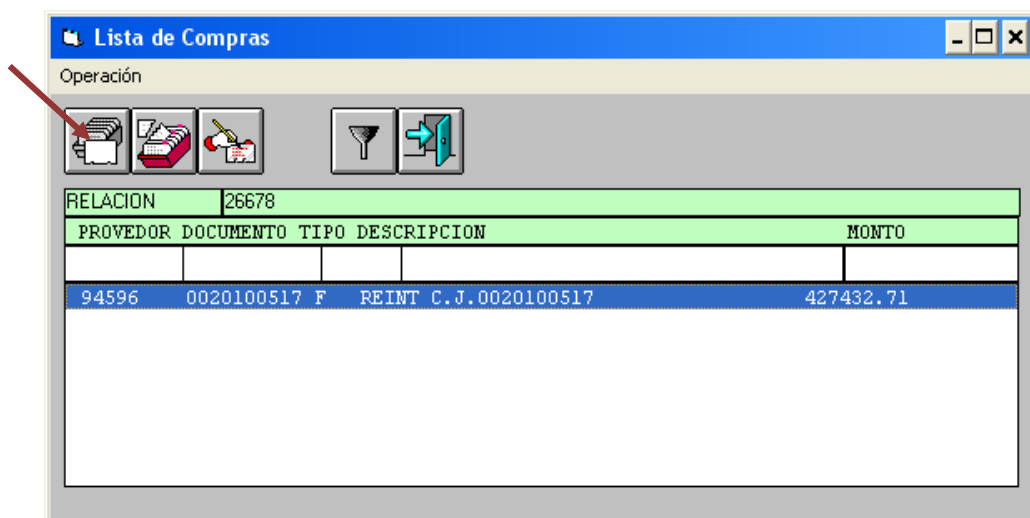 Lista de Compras
Operación
RELACION 26678
PROVEDOR DOCUMENTO TIPO DESCRIPCION MONTO
94596 0020100517 F REINT C.J.0020100517 427432.71